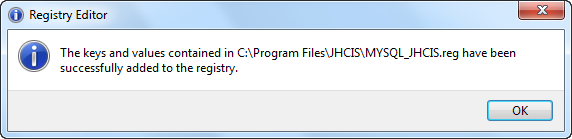 Registry Editor
The keys and values contained in C:\Program Files\JHCIS\MYSQL_JHCIS.reg have been
successfully added to the registry.
OK